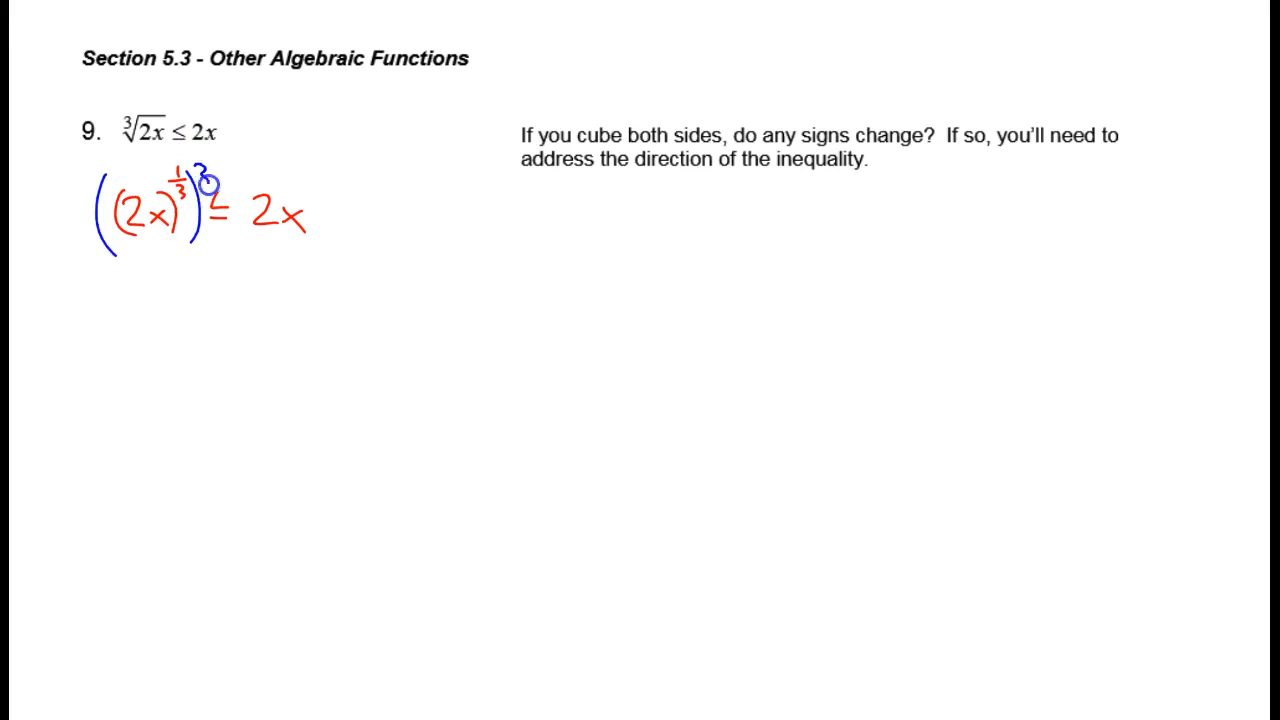 Section 5.3 - Other Algebraic Functions
9. ∛2x ≤ 2x
If you cube both sides, do any signs change? If so, you'll need to
address the direction of the inequality.
((2x)^(1/3))^3 ≤ 2x